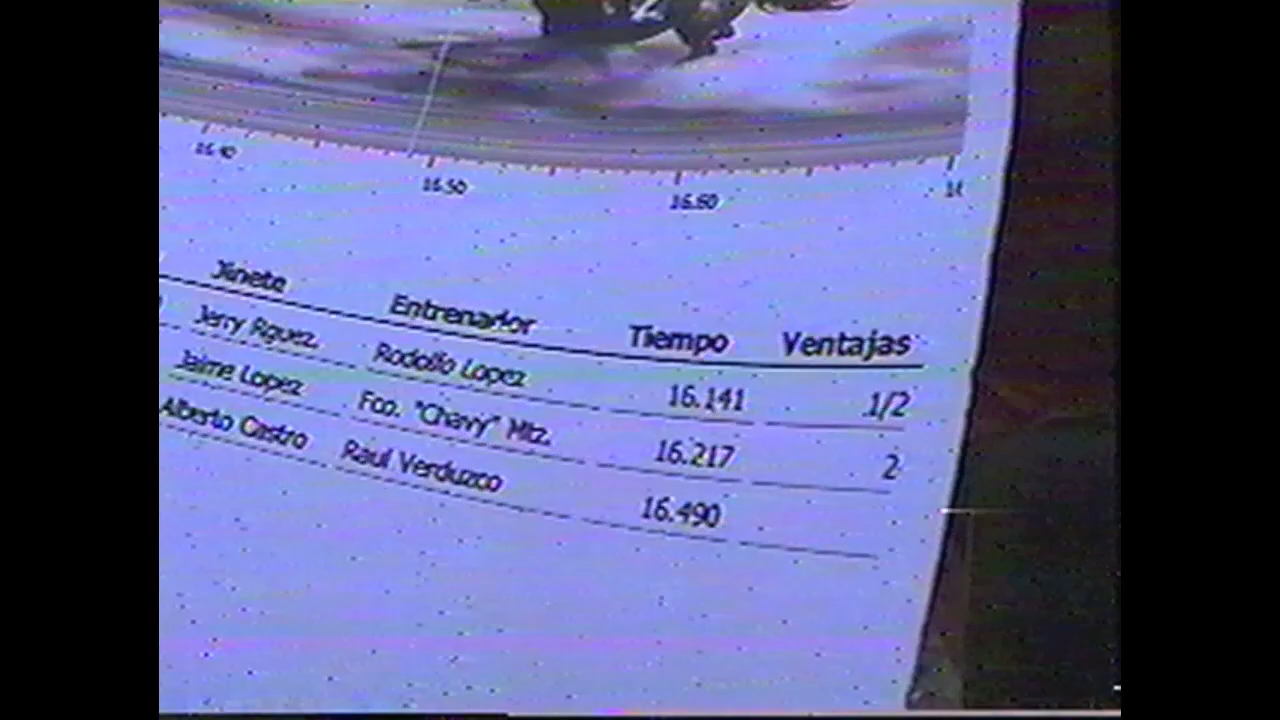 16.40 16.50 16.60
Jinete Entrenador Tiempo Ventajas
Jerry Rguez. Rodolfo Lopez 16.141 1/2
Jaime Lopez Fco. "Chavy" Mtz. 16.217 2
Alberto Castro Raul Verduzco 16.490